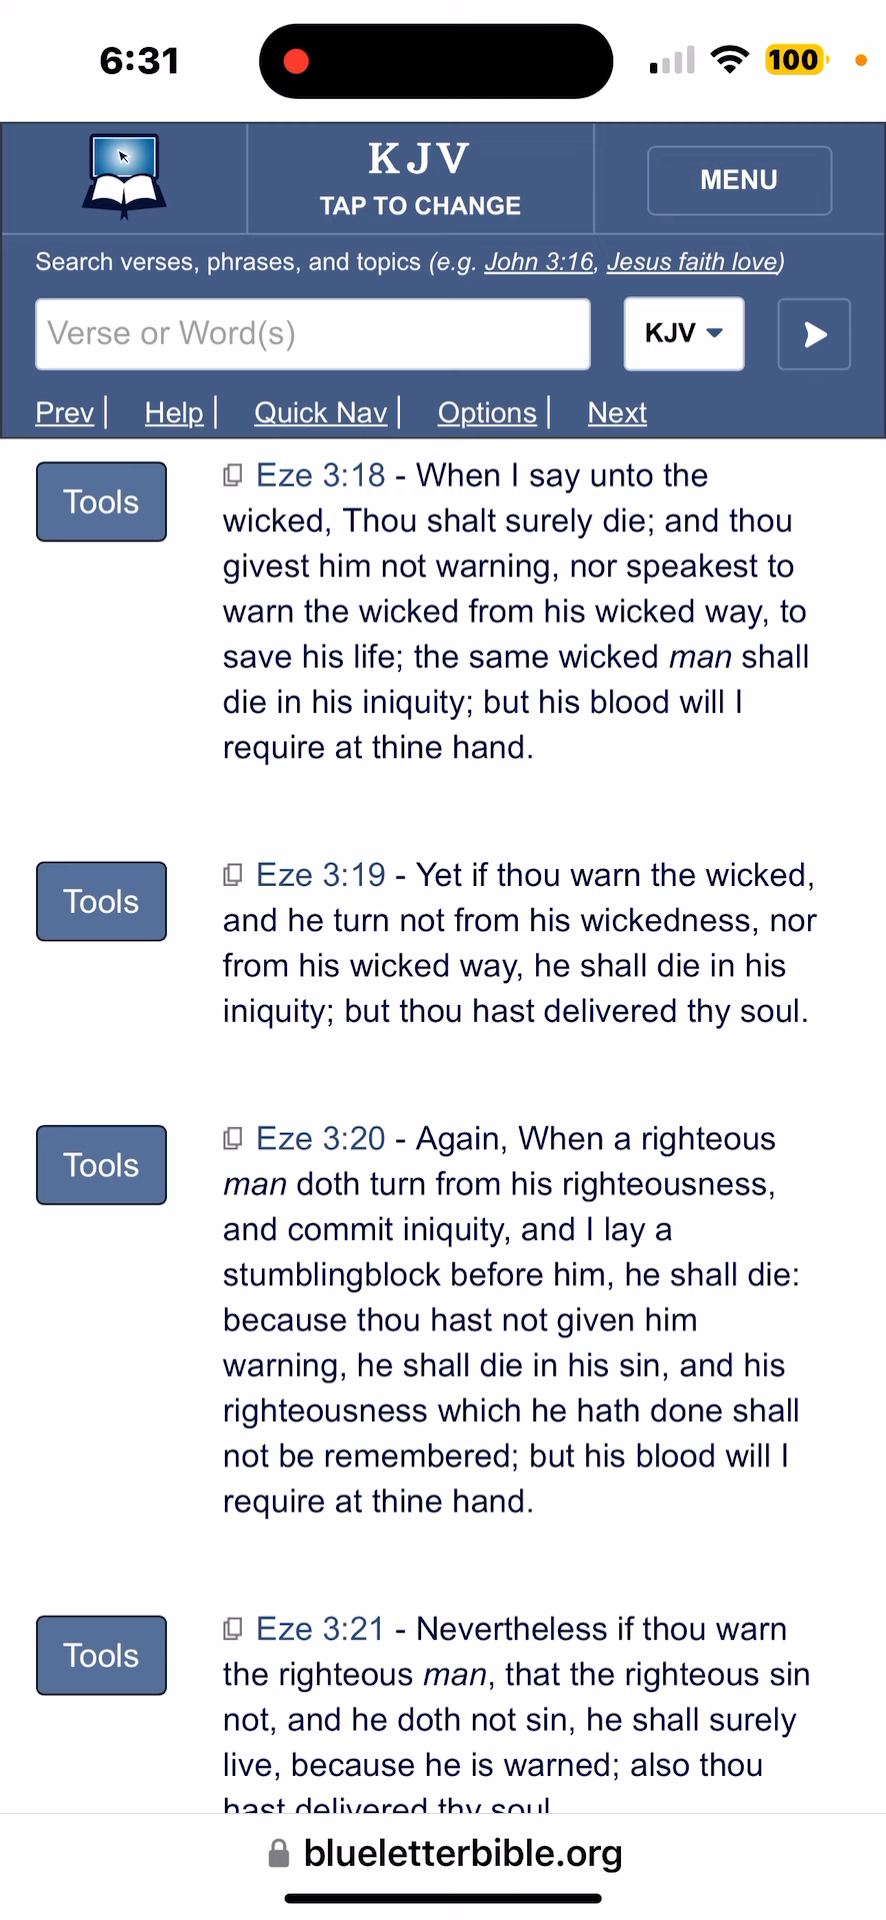 6:31
100
KJV
TAP TO CHANGE
MENU
Search verses, phrases, and topics (e.g. John 3:16, Jesus faith love)
Verse or Word(s)
KJV
Prev | Help | Quick Nav | Options | Next
Tools
Eze 3:18 - When I say unto the
wicked, Thou shalt surely die; and thou
givest him not warning, nor speakest to
warn the wicked from his wicked way, to
save his life; the same wicked man shall
die in his iniquity; but his blood will I
require at thine hand.
Tools
Eze 3:19 - Yet if thou warn the wicked,
and he turn not from his wickedness, nor
from his wicked way, he shall die in his
iniquity; but thou hast delivered thy soul.
Tools
Eze 3:20 - Again, When a righteous
man doth turn from his righteousness,
and commit iniquity, and I lay a
stumblingblock before him, he shall die:
because thou hast not given him
warning, he shall die in his sin, and his
righteousness which he hath done shall
not be remembered; but his blood will I
require at thine hand.
Tools
Eze 3:21 - Nevertheless if thou warn
the righteous man, that the righteous sin
not, and he doth not sin, he shall surely
live, because he is warned; also thou
hast delivered thy soul
blueletterbible.org